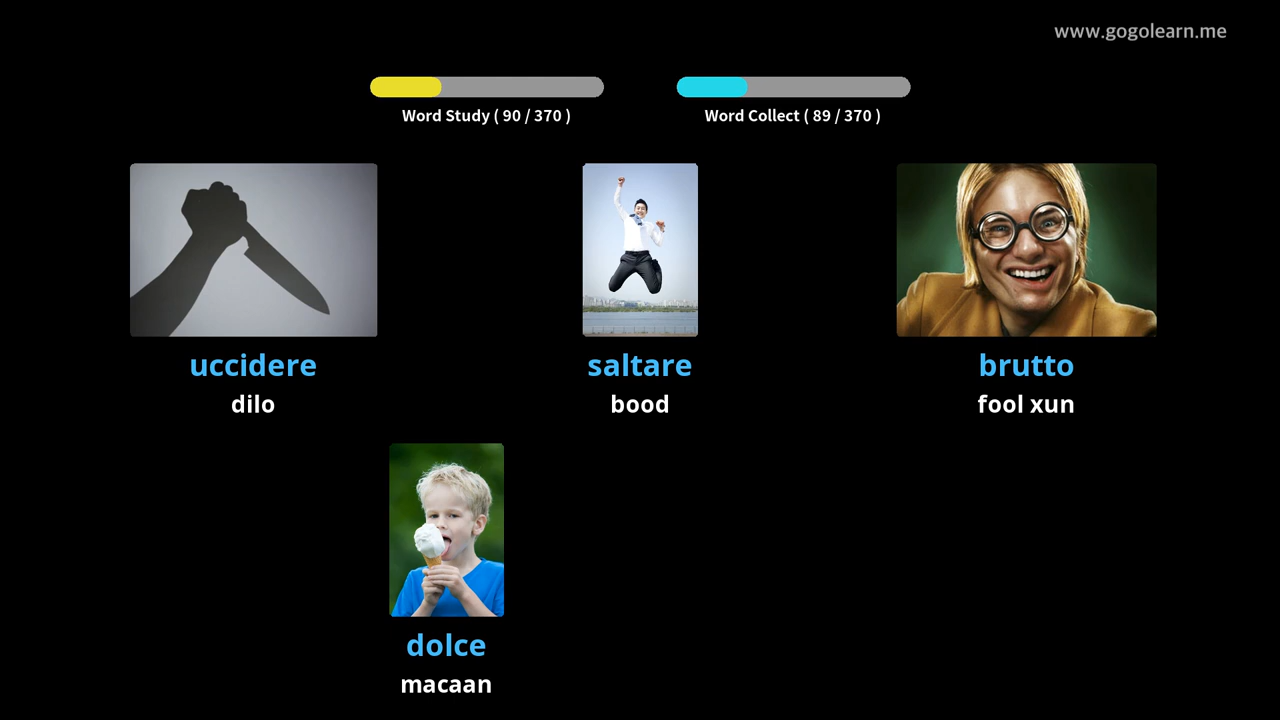 www.gogolearn.me
Word Study ( 90 / 370 )
Word Collect ( 89 / 370 )
uccidere
dilo
saltare
bood
brutto
fool xun
dolce
macaan